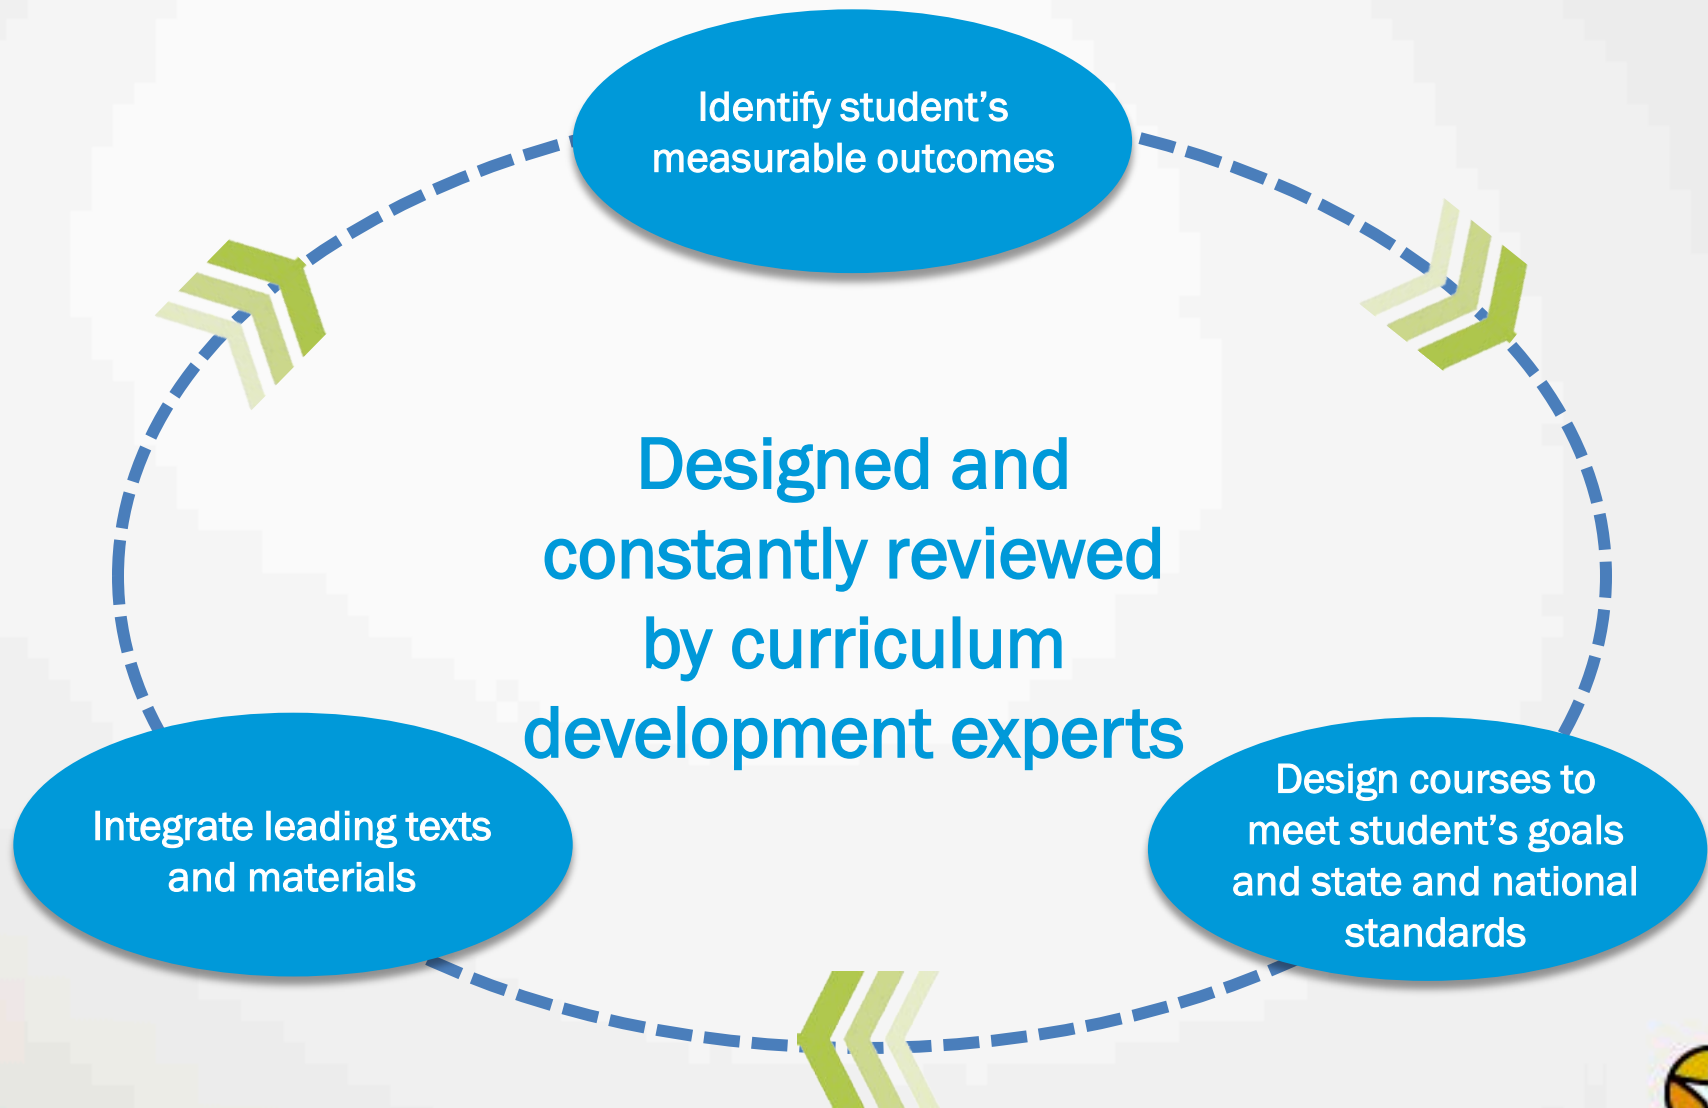 Identify student’s
measurable outcomes
Designed and
constantly reviewed
by curriculum
development experts
Integrate leading texts
and materials
Design courses to
meet student’s goals
and state and national
standards